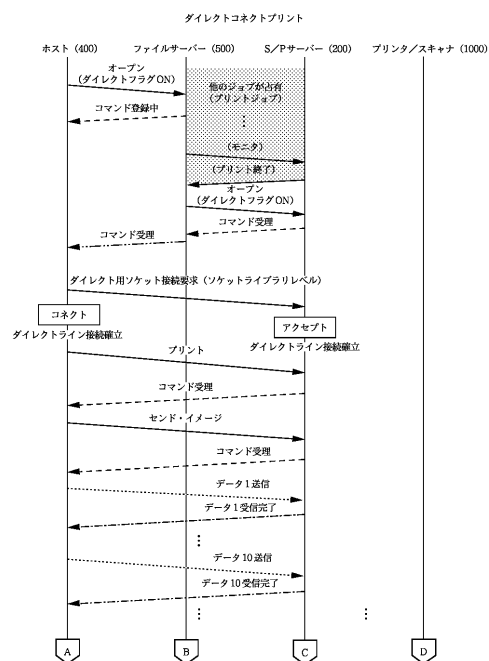 ダイレクトコネクトプリント
ホスト (400)
ファイルサーバー (500)
S/Pサーバー (200)
プリンタ/スキャナ (1000)
オープン
(ダイレクトフラグON)
他のジョブが占有
(プリントジョブ)
コマンド登録中
(モニタ)
(プリント終了)
オープン
(ダイレクトフラグON)
コマンド受理
コマンド受理
ダイレクト用ソケット接続要求 (ソケットライブラリレベル)
コネクト
アクセプト
ダイレクトライン接続確立
ダイレクトライン接続確立
プリント
コマンド受理
センド・イメージ
コマンド受理
データ1送信
データ1受信完了
データ10送信
データ10受信完了
A
B
C
D